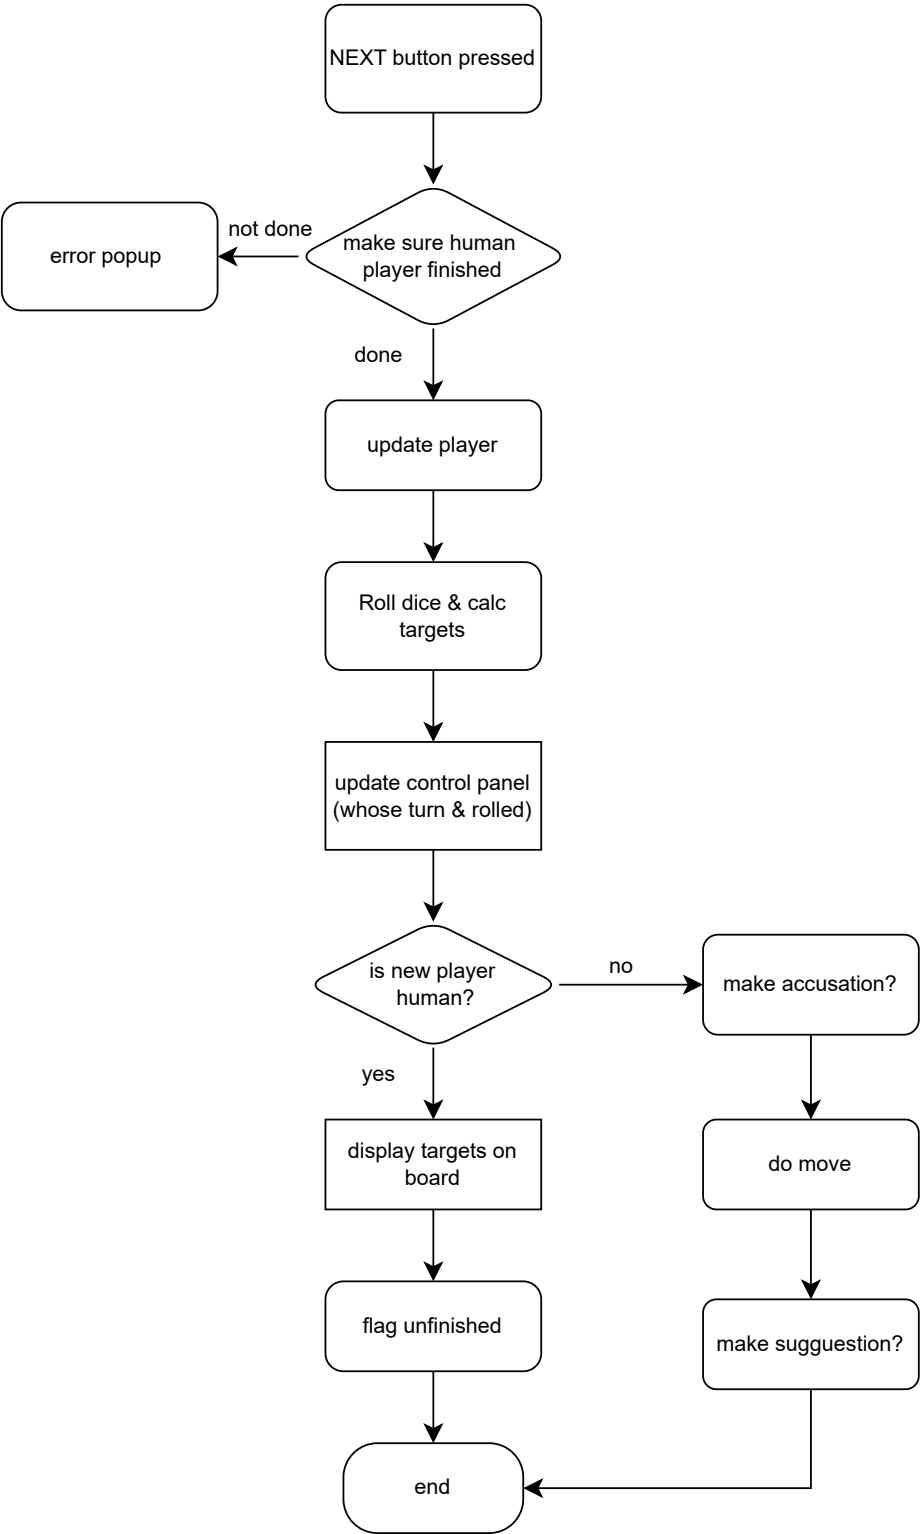 NEXT button pressed
make sure human
player finished
not done
error popup
done
update player
Roll dice & calc
targets
update control panel
(whose turn & rolled)
is new player
human?
no
make accusation?
yes
display targets on
board
do move
flag unfinished
make sugguestion?
end